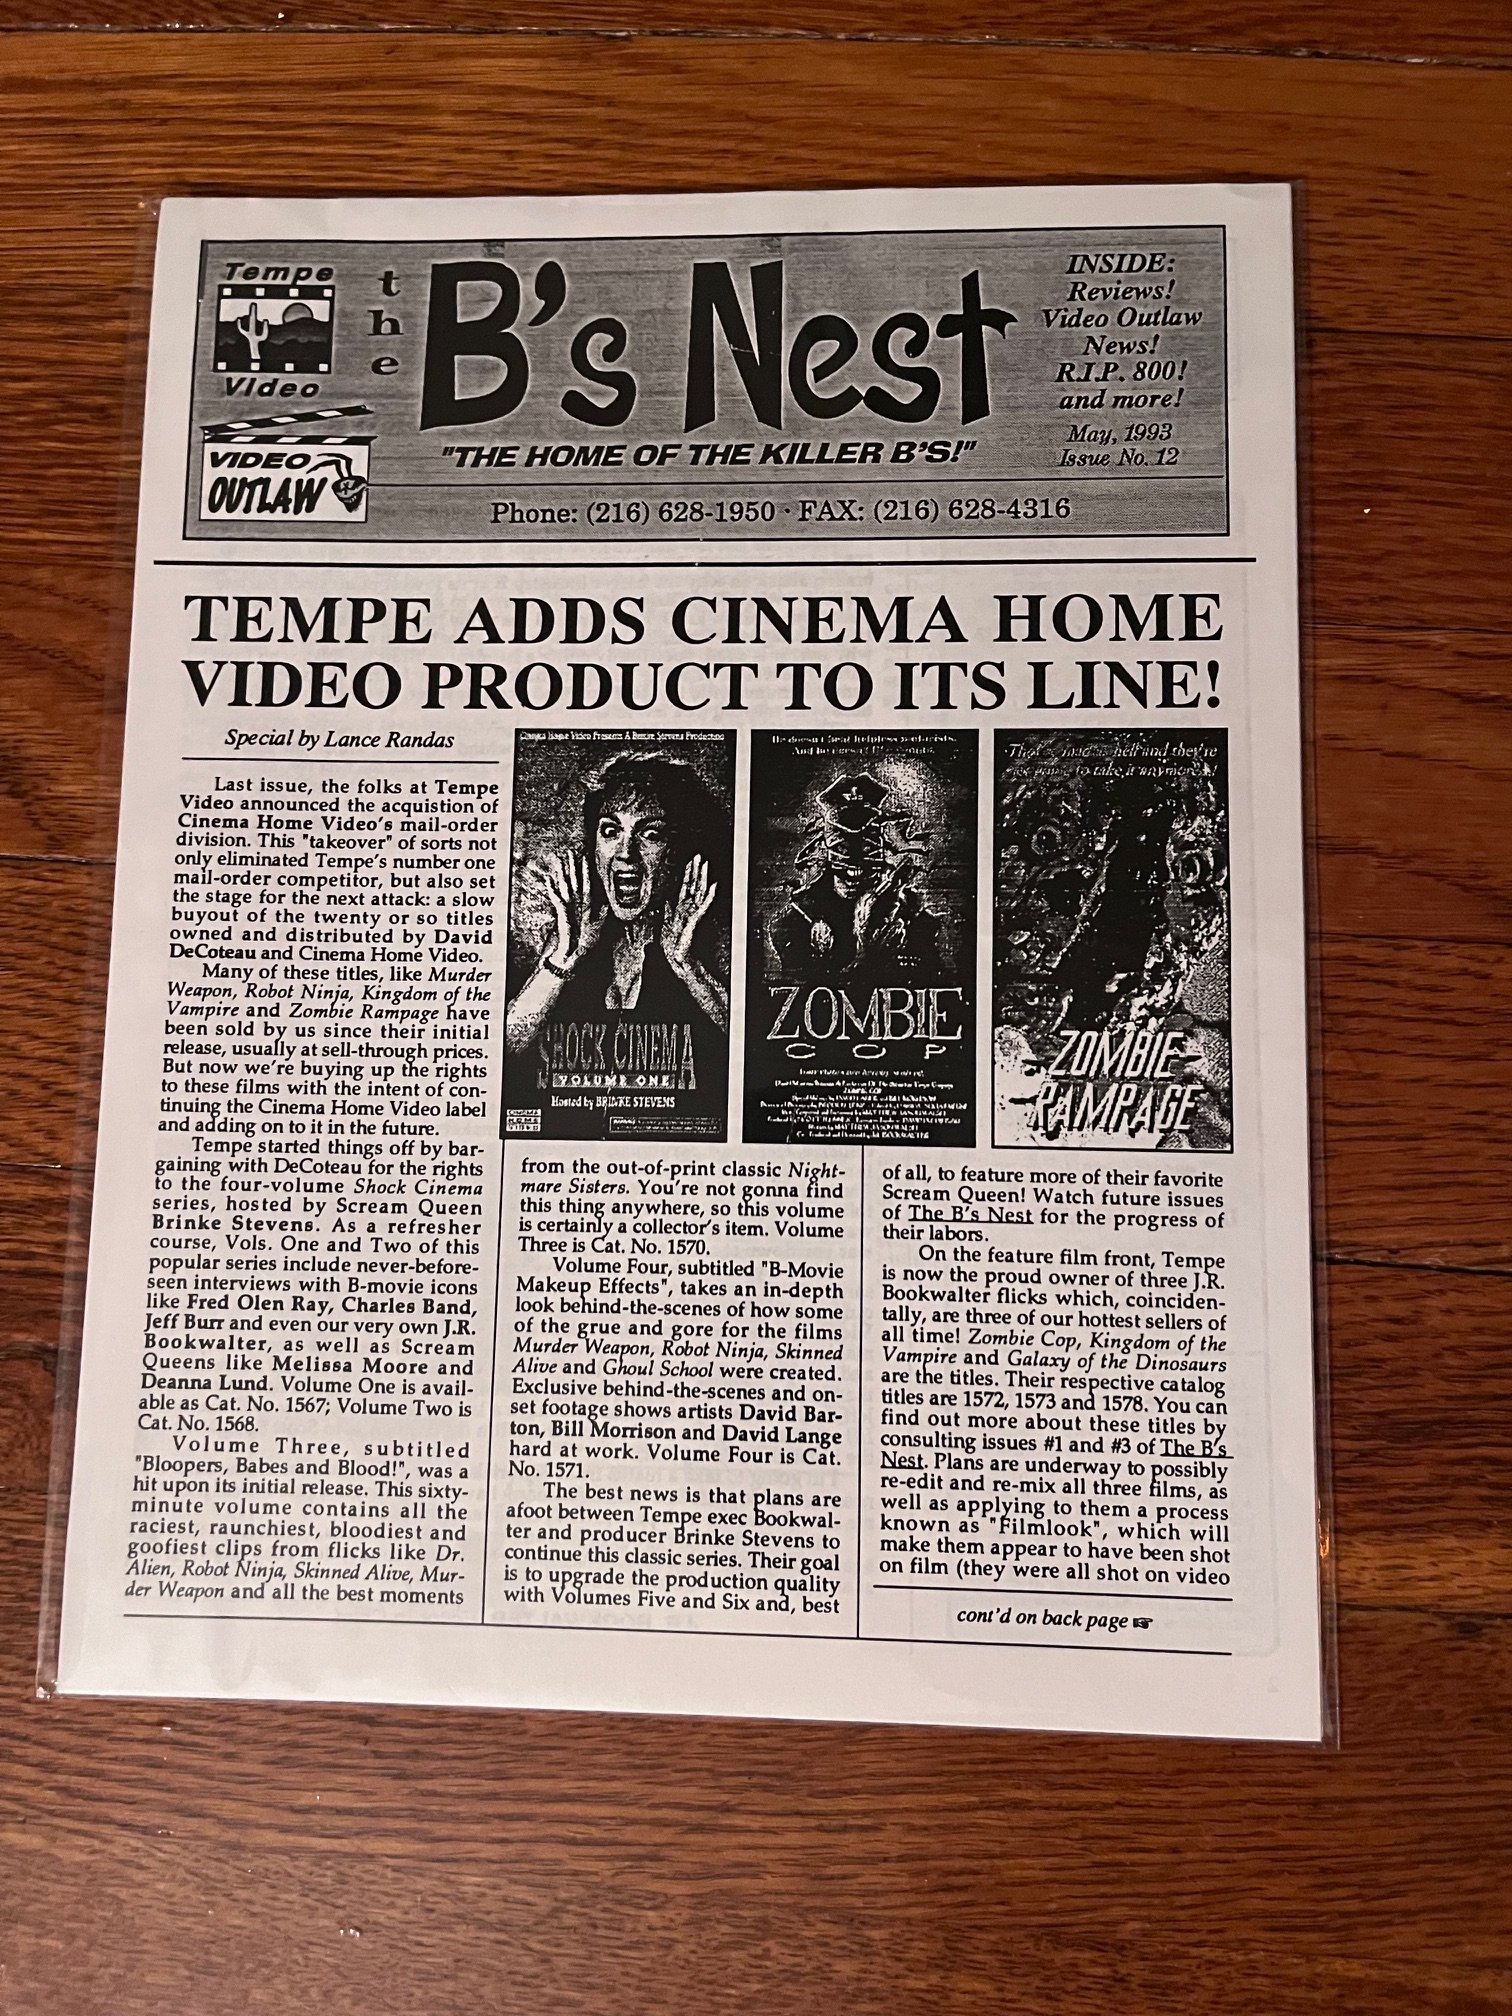 Tempe
Video
VIDEO
OUTLAW
the
B's Nest
"THE HOME OF THE KILLER B'S!"
INSIDE:
Reviews!
Video Outlaw
News!
R.I.P. 800!
and more!
May, 1993
Issue No. 12
Phone: (216) 628-1950 · FAX: (216) 628-4316
TEMPE ADDS CINEMA HOME
VIDEO PRODUCT TO ITS LINE!
Special by Lance Randas
Last issue, the folks at Tempe
Video announced the acquistion of
Cinema Home Video's mail-order
division. This "takeover" of sorts not
only eliminated Tempe's number one
mail-order competitor, but also set
the stage for the next attack: a slow
buyout of the twenty or so titles
owned and distributed by David
DeCoteau and Cinema Home Video.
Many of these titles, like Murder
Weapon, Robot Ninja, Kingdom of the
Vampire and Zombie Rampage have
been sold by us since their initial
release, usually at sell-through prices.
But now we're buying up the rights
to these films with the intent of con-
tinuing the Cinema Home Video label
and adding on to it in the future.
Tempe started things off by bar-
gaining with DeCoteau for the rights
to the four-volume Shock Cinema
series, hosted by Scream Queen
Brinke Stevens. As a refresher
course, Vols. One and Two of this
popular series include never-before-
seen interviews with B-movie icons
like Fred Olen Ray, Charles Band,
Jeff Burr and even our very own J.R.
Bookwalter, as well as Scream
Queens like Melissa Moore and
Deanna Lund. Volume One is avail-
able as Cat. No. 1567; Volume Two is
Cat. No. 1568.
Volume Three, subtitled
"Bloopers, Babes and Blood!", was a
hit upon its initial release. This sixty-
minute volume contains all the
raciest, raunchiest, bloodiest and
goofiest clips from flicks like Dr.
Alien, Robot Ninja, Skinned Alive, Mur-
der Weapon and all the best moments
Cinema Home Video Presents A Brinke Stevens Production
SHOCK CINEMA
VOLUME ONE
Hosted by BRINKE STEVENS
CINEMA
HOME
VIDEO
ZOMBIE
COP
That's mad as hell and they're
ZOMBIE
RAMPAGE
from the out-of-print classic Night-
mare Sisters. You're not gonna find
this thing anywhere, so this volume
is certainly a collector's item. Volume
Three is Cat. No. 1570.
Volume Four, subtitled "B-Movie
Makeup Effects", takes an in-depth
look behind-the-scenes of how some
of the grue and gore for the films
Murder Weapon, Robot Ninja, Skinned
Alive and Ghoul School were created.
Exclusive behind-the-scenes and on-
set footage shows artists David Bar-
ton, Bill Morrison and David Lange
hard at work. Volume Four is Cat.
No. 1571.
The best news is that plans are
afoot between Tempe exec Bookwal-
ter and producer Brinke Stevens to
continue this classic series. Their goal
is to upgrade the production quality
with Volumes Five and Six and, best
of all, to feature more of their favorite
Scream Queen! Watch future issues
of The B's Nest for the progress of
their labors.
On the feature film front, Tempe
is now the proud owner of three J.R.
Bookwalter flicks which, coinciden-
tally, are three of our hottest sellers of
all time! Zombie Cop, Kingdom of the
Vampire and Galaxy of the Dinosaurs
are the titles. Their respective catalog
titles are 1572, 1573 and 1578. You can
find out more about these titles by
consulting issues #1 and #3 of The B's
Nest. Plans are underway to possibly
re-edit and re-mix all three films, as
well as applying to them a process
known as "Filmlook", which will
make them appear to have been shot
on film (they were all shot on video
cont'd on back page ☞